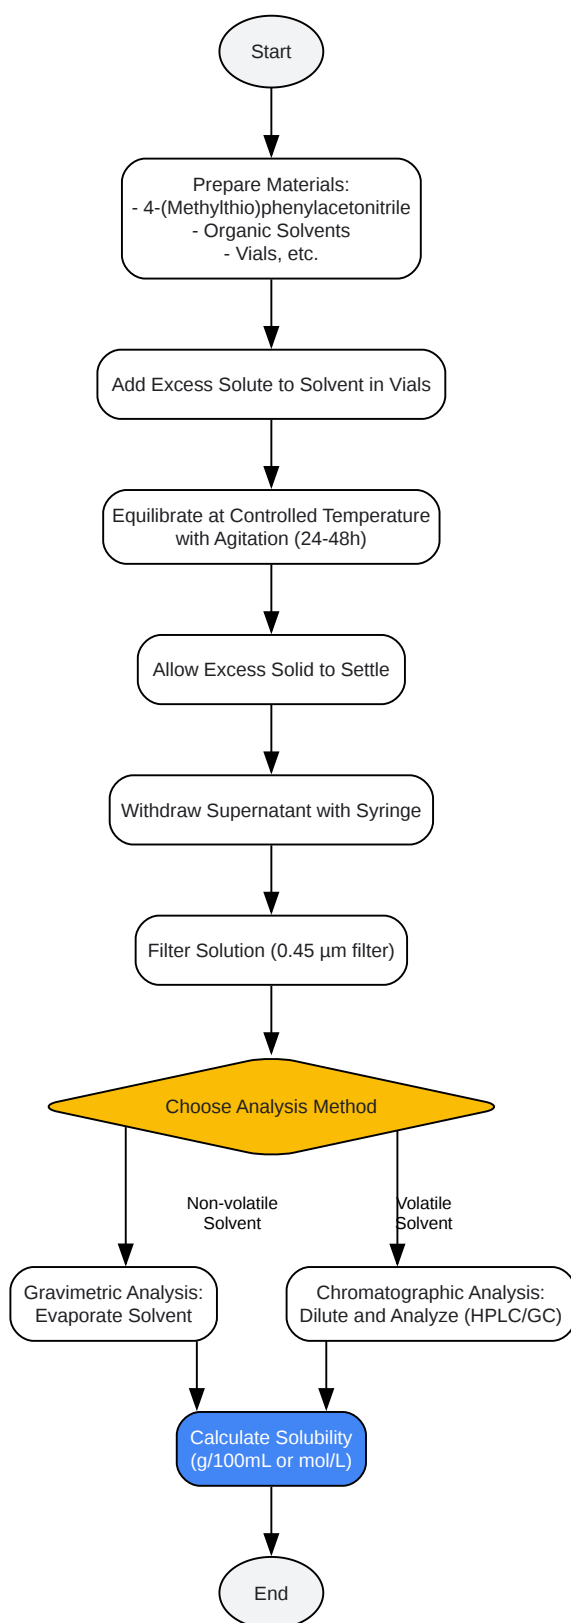 Start
Prepare Materials:
- 4-(Methylthio)phenylacetonitrile
- Organic Solvents
- Vials, etc.
Add Excess Solute to Solvent in Vials
Equilibrate at Controlled Temperature
with Agitation (24-48h)
Allow Excess Solid to Settle
Withdraw Supernatant with Syringe
Filter Solution (0.45 µm filter)
Choose Analysis Method
Non-volatile
Solvent
Volatile
Solvent
Gravimetric Analysis:
Evaporate Solvent
Chromatographic Analysis:
Dilute and Analyze (HPLC/GC)
Calculate Solubility
(g/100mL or mol/L)
End